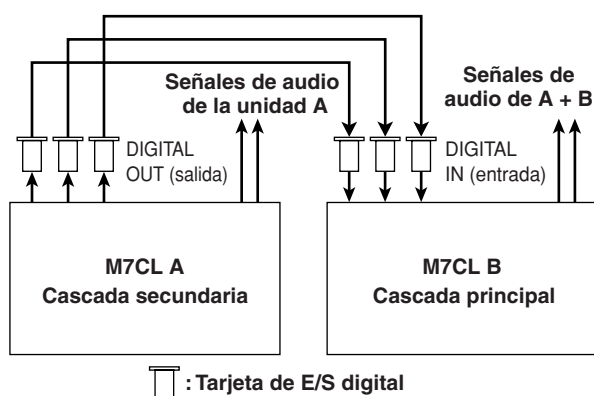 Señales de audio
de la unidad A
Señales de
audio de A + B
DIGITAL
OUT (salida)
DIGITAL
IN (entrada)
M7CL A
Cascada secundaria
M7CL B
Cascada principal
: Tarjeta de E/S digital